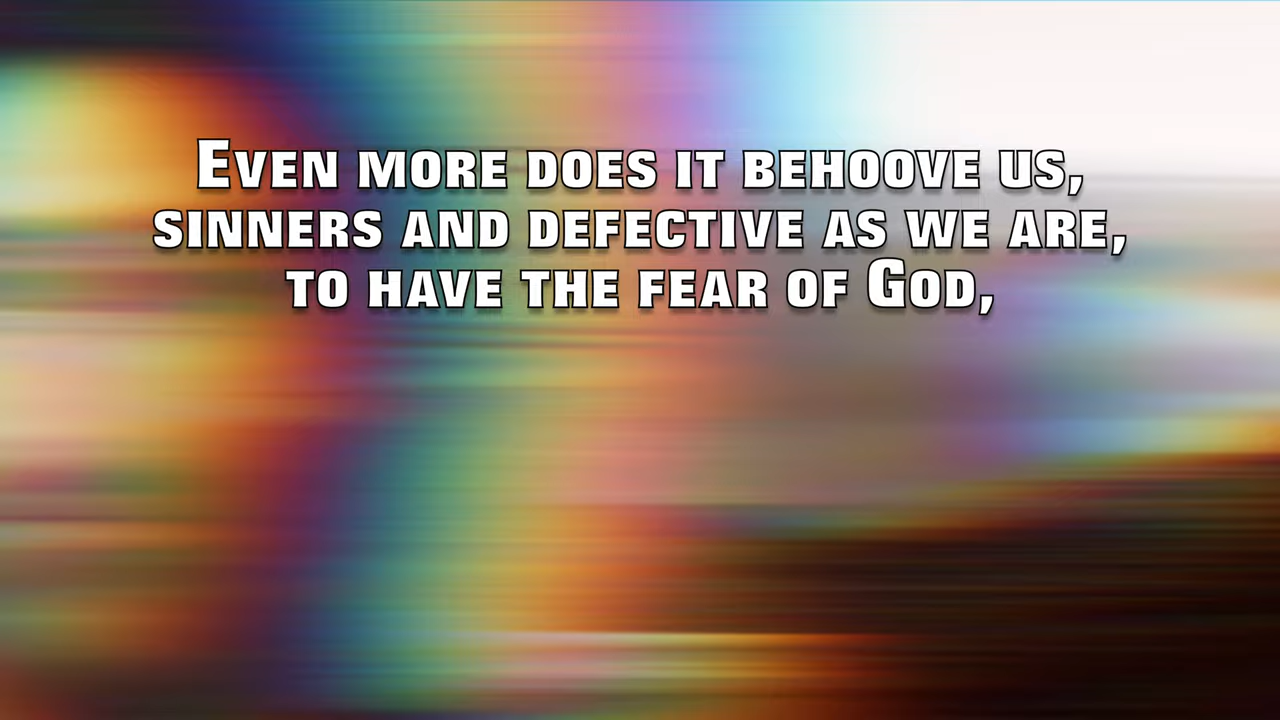 Even more does it behoove us,
sinners and defective as we are,
to have the fear of God,